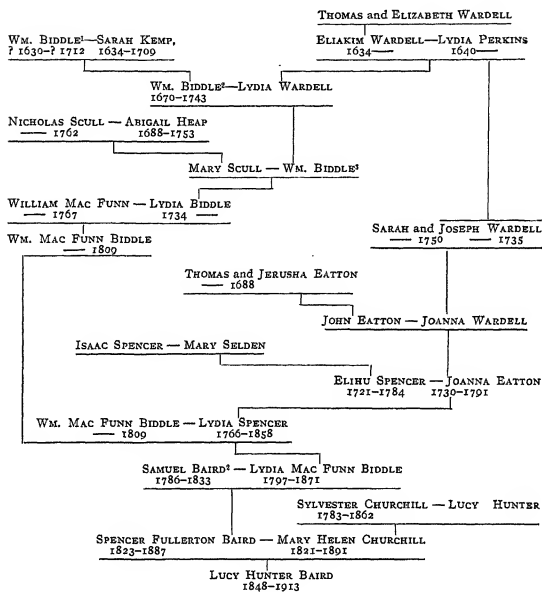 THOMAS AND ELIZABETH WARDELL
WM. BIDDLE¹—SARAH KEMP,
? 1630–? 1712 1634–1709
ELIAKIM WARDELL—LYDIA PERKINS
1634— 1640—
WM. BIDDLE²—LYDIA WARDELL
1670–1743
NICHOLAS SCULL — ABIGAIL HEAP
— 1762 1688–1753
MARY SCULL — WM. BIDDLE³
WILLIAM MAC FUNN — LYDIA BIDDLE
— 1767 1734 —
SARAH and JOSEPH WARDELL
— 1750 — 1735
WM. MAC FUNN BIDDLE
— 1809
THOMAS and JERUSHA EATTON
— 1688
JOHN EATTON — JOANNA WARDELL
ISAAC SPENCER — MARY SELDEN
ELIHU SPENCER — JOANNA EATTON
1721–1784 1730–1791
WM. MAC FUNN BIDDLE — LYDIA SPENCER
— 1809 1766–1858
SAMUEL BAIRD² — LYDIA MAC FUNN BIDDLE
1786–1833 1797–1871
SYLVESTER CHURCHILL — LUCY HUNTER
1783–1862
SPENCER FULLERTON BAIRD — MARY HELEN CHURCHILL
1823–1887 1821–1891
LUCY HUNTER BAIRD
1848–1913